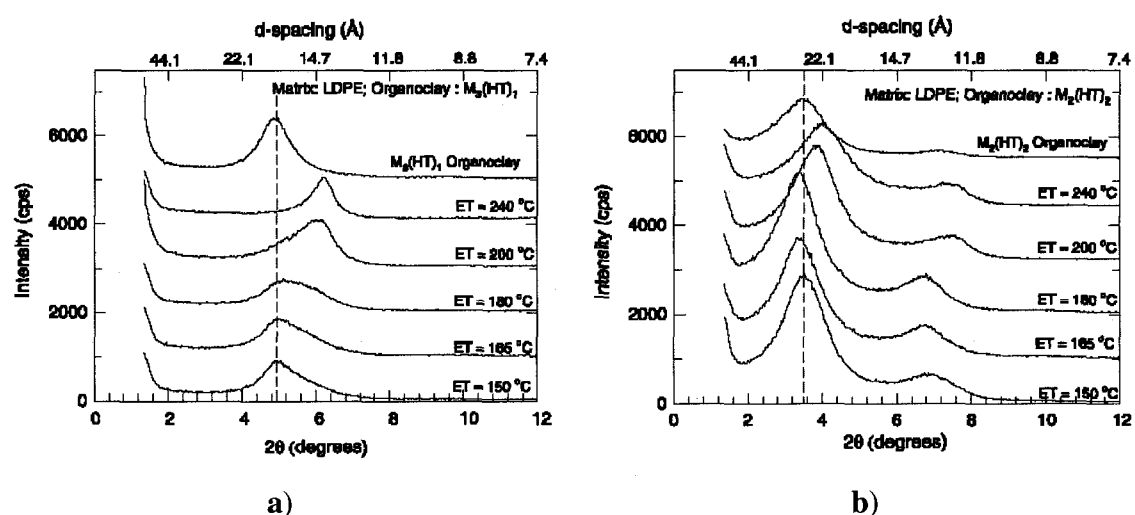 d-spacing (Å)
44.1 22.1 14.7 11.8 8.8 7.4
Matrix: LDPE; Organoclay : M₃(HT)₁
M₃(HT)₁ Organoclay
ET = 240 °C
ET = 200 °C
ET = 180 °C
ET = 165 °C
ET = 150 °C
Intensity (cps)
6000
4000
2000
0
0 2 4 6 8 10 12
2θ (degrees)
a)
d-spacing (Å)
44.1 22.1 14.7 11.8 8.8 7.4
Matrix: LDPE; Organoclay : M₂(HT)₂
M₂(HT)₂ Organoclay
ET = 240 °C
ET = 200 °C
ET = 180 °C
ET = 165 °C
ET = 150 °C
Intensity (cps)
8000
6000
4000
2000
0
0 2 4 6 8 10 12
2θ (degrees)
b)